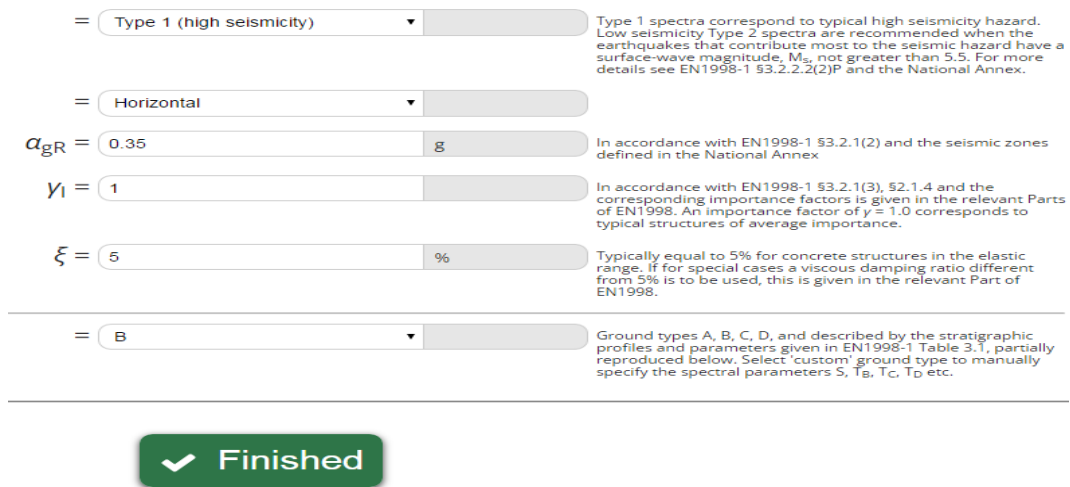 = Type 1 (high seismicity) Type 1 spectra correspond to typical high seismicity hazard.
Low seismicity Type 2 spectra are recommended when the
earthquakes that contribute most to the seismic hazard have a
surface-wave magnitude, Ms, not greater than 5.5. For more
details see EN1998-1 §3.2.2.2(2)P and the National Annex.
= Horizontal
αgR = 0.35 g In accordance with EN1998-1 §3.2.1(2) and the seismic zones
defined in the National Annex
γI = 1 In accordance with EN1998-1 §3.2.1(3), §2.1.4 and the
corresponding importance factors is given in the relevant Parts
of EN1998. An importance factor of γ = 1.0 corresponds to
typical structures of average importance.
ξ = 5 % Typically equal to 5% for concrete structures in the elastic
range. If for special cases a viscous damping ratio different
from 5% is to be used, this is given in the relevant Part of
EN1998.
= B Ground types A, B, C, D, and described by the stratigraphic
profiles and parameters given in EN1998-1 Table 3.1, partially
reproduced below. Select 'custom' ground type to manually
specify the spectral parameters S, TB, TC, TD etc.
Finished